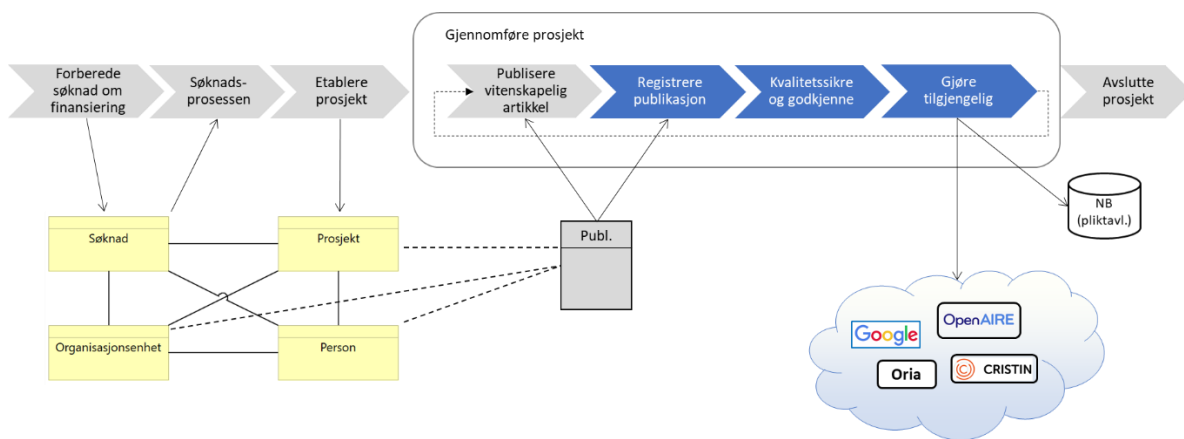 Gjennomføre prosjekt
Forberede
søknad om
finansiering
Søknads-
prosessen
Etablere
prosjekt
Publisere
vitenskapelig
artikkel
Registrere
publikasjon
Kvalitetssikre
og godkjenne
Gjøre
tilgjengelig
Avslutte
prosjekt
NB
(pliktavl.)
Søknad
Prosjekt
Publ.
Organisasjonsenhet
Person
Google
OpenAIRE
Oria
CRISTIN